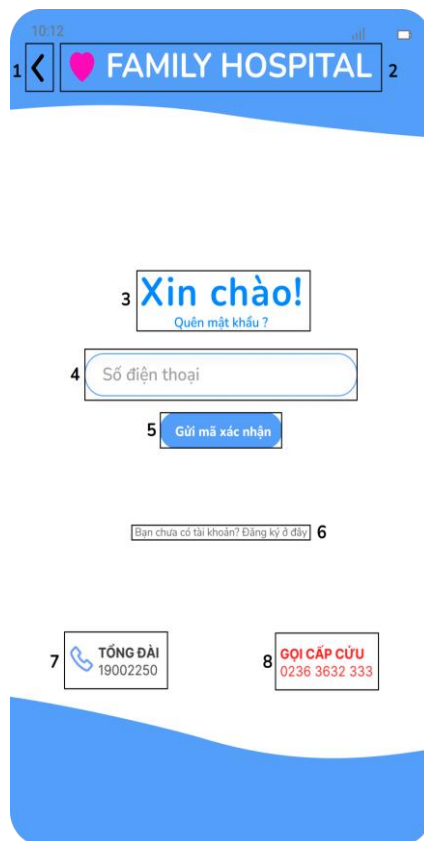 10:12
1 FAMILY HOSPITAL 2
3 Xin chào!
Quên mật khẩu ?
4 Số điện thoại
5 Gửi mã xác nhận
Bạn chưa có tài khoản? Đăng ký ở đây 6
7 TỔNG ĐÀI
19002250
8 GỌI CẤP CỨU
0236 3632 333